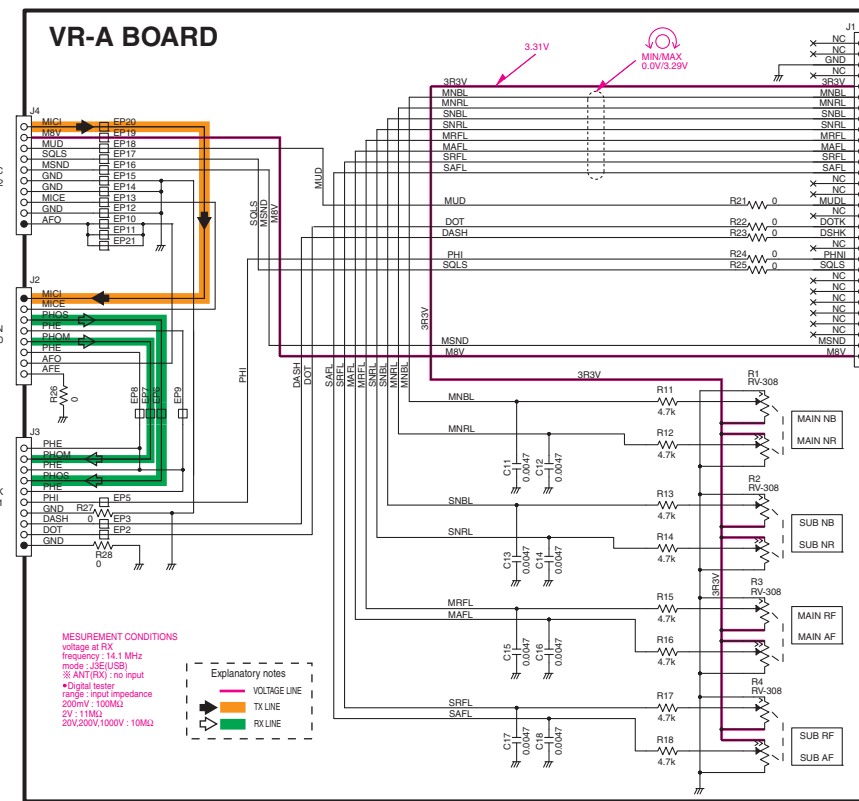 VR-A BOARD
J1
NC
NC
GND
NC
3R3V
MNBL
MNRL
SNBL
SNRL
MRFL
MAFL
SRFL
SAFL
NC
NC
MUDL
NC
DOTK
DSHK
NC
PHNI
SQLS
NC
NC
NC
NC
NC
NC
MSND
M8V
3.31V
MIN/MAX
0.0V/3.29V
3R3V
MNBL
MNRL
SNBL
SNRL
MRFL
MAFL
SRFL
SAFL
MUD
DOT
DASH
PHI
SQLS
MSND
M8V
R21 0
R22 0
R23 0
R24 0
R25 0
J4
MICI EP20
M8V EP19
MUD EP18
SQLS EP17
MSND EP16
GND EP15
GND EP14
MICE EP13
GND EP12
AFO EP10
EP11
EP21
J2
MICI
MICE
PHOS
PHE
PHOM
PHE
AFO
AFE
R26
0
EP8
EP7
EP6
EP9
J3
PHE
PHOM
PHE
PHOS
PHE
PHI EP5
GND R27
0
DASH EP3
DOT EP2
GND
R28
0
SQLS
MSND
M8V
MUD
PHI
DASH
DOT
3R3V
SAFL
SRFL
MAFL
MRFL
SNRL
SNBL
MNRL
MNBL
3R3V
MNBL
MNRL
R11
4.7k
R12
4.7k
C11
0.0047
C12
0.0047
R1
RV-308
MAIN NB
MAIN NR
SNBL
SNRL
R13
4.7k
R14
4.7k
C13
0.0047
C14
0.0047
R2
RV-308
SUB NB
SUB NR
3R3V
MRFL
MAFL
R15
4.7k
R16
4.7k
C15
0.0047
C16
0.0047
R3
RV-308
MAIN RF
MAIN AF
SRFL
SAFL
R17
4.7k
R18
4.7k
C17
0.0047
C18
0.0047
R4
RV-308
SUB RF
SUB AF
MESUREMENT CONDITIONS
voltage at RX
frequency : 14.1 MHz
mode : J3E(USB)
※ ANT(RX) : no input
•Digital tester
range : input impedance
200mV : 100MΩ
2V : 11MΩ
20V,200V,1000V : 10MΩ
Explanatory notes
VOLTAGE LINE
TX LINE
RX LINE